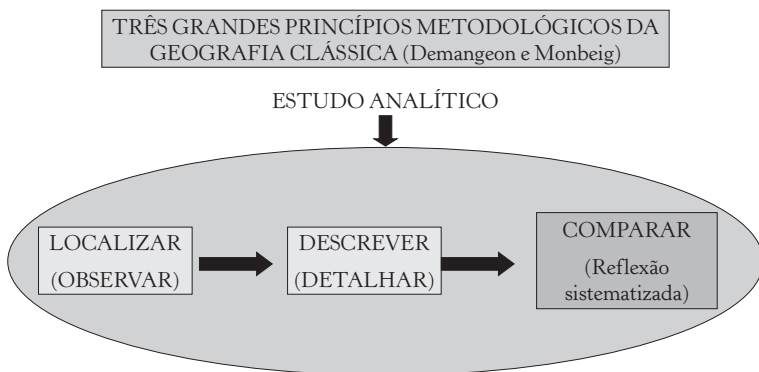 TRÊS GRANDES PRINCÍPIOS METODOLÓGICOS DA
GEOGRAFIA CLÁSSICA (Demangeon e Monbeig)
ESTUDO ANALÍTICO
LOCALIZAR
(OBSERVAR)
DESCREVER
(DETALHAR)
COMPARAR
(Reflexão
sistematizada)